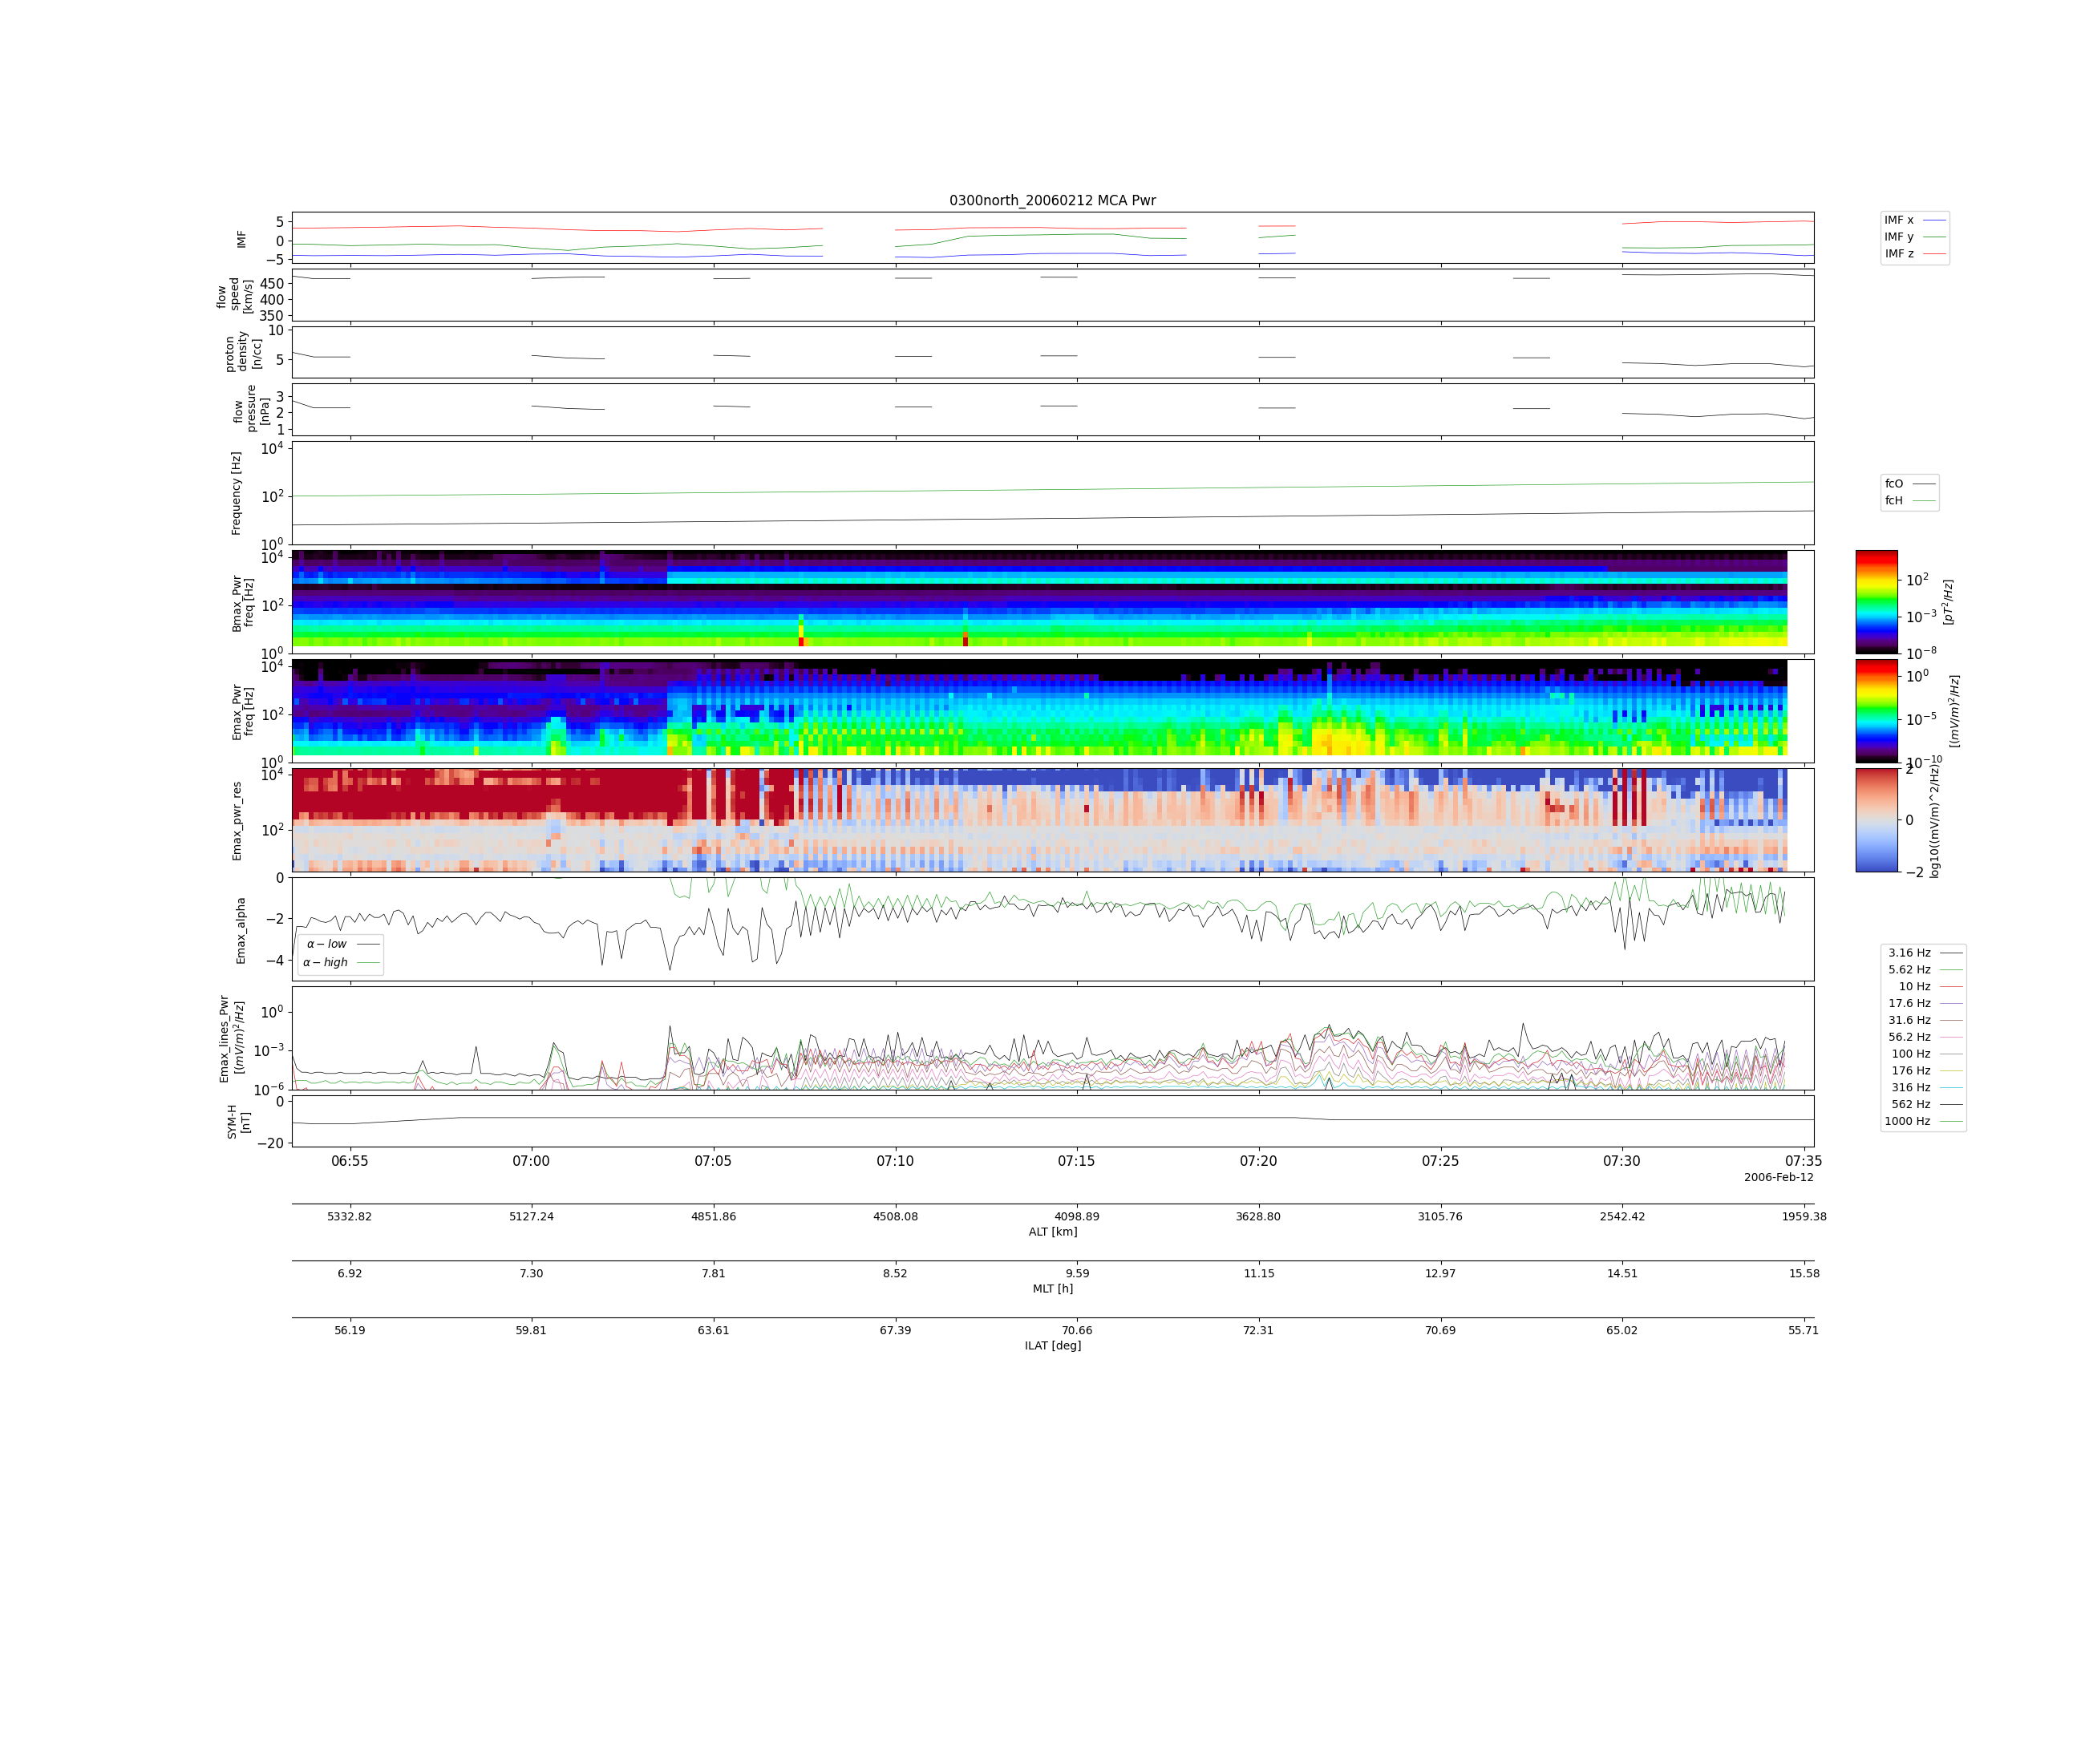 0300north_20060212 MCA Pwr
IMF
5
0
−5
IMF x
IMF y
IMF z
flow
speed
[km/s]
450
400
350
proton
density
[n/cc]
10
5
flow
pressure
[nPa]
3
2
1
Frequency [Hz]
10^4
10^2
10^0
fcO
fcH
Bmax_Pwr
freq [Hz]
10^4
10^2
10^0
10^2
10^−3
10^−8
[pT^2/Hz]
Emax_Pwr
freq [Hz]
10^4
10^2
10^0
10^0
10^−5
10^−10
[(mV/m)^2/Hz]
Emax_pwr_res
10^4
10^2
2
0
−2
log10((mV/m)^2/Hz)
Emax_alpha
0
−2
−4
α − low
α − high
Emax_lines_Pwr
[(mV/m)^2/Hz]
10^0
10^−3
10^−6
3.16 Hz
5.62 Hz
10 Hz
17.6 Hz
31.6 Hz
56.2 Hz
100 Hz
176 Hz
316 Hz
562 Hz
1000 Hz
SYM-H
[nT]
0
−20
06:55 07:00 07:05 07:10 07:15 07:20 07:25 07:30 07:35
2006-Feb-12
5332.82 5127.24 4851.86 4508.08 4098.89 3628.80 3105.76 2542.42 1959.38
ALT [km]
6.92 7.30 7.81 8.52 9.59 11.15 12.97 14.51 15.58
MLT [h]
56.19 59.81 63.61 67.39 70.66 72.31 70.69 65.02 55.71
ILAT [deg]